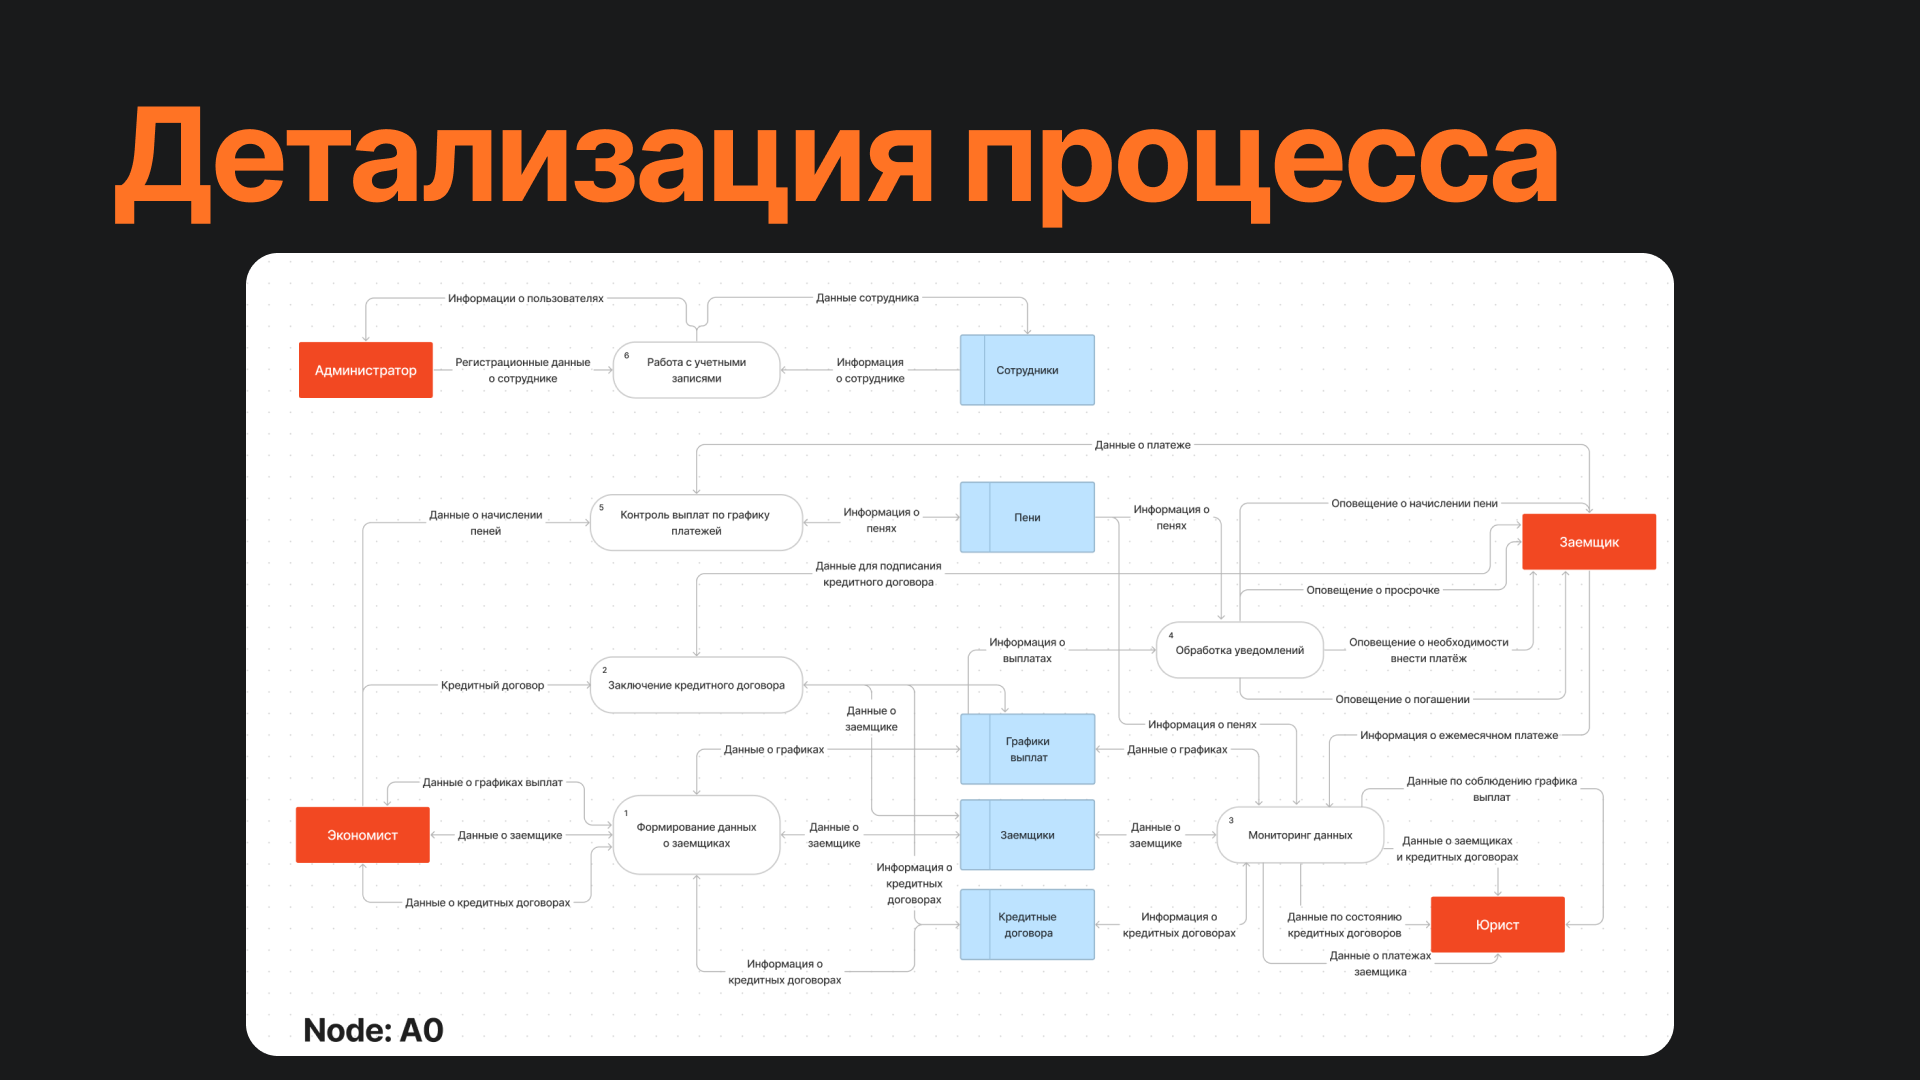 Детализация процесса
Информации о пользователях
Данные сотрудника
Администратор
Регистрационные данные
о сотруднике
6
Работа с учетными
записями
Информация
о сотруднике
Сотрудники
Данные о платеже
Данные о начислении
пеней
5
Контроль выплат по графику
платежей
Информация о
пенях
Пени
Информация о
пенях
Оповещение о начислении пени
Заемщик
Данные для подписания
кредитного договора
Оповещение о просрочке
Информация о
выплатах
4
Обработка уведомлений
Оповещение о необходимости
внести платёж
Кредитный договор
2
Заключение кредитного договора
Оповещение о погашении
Данные о
заемщике
Информация о пенях
Информация о ежемесячном платеже
Данные о графиках
Графики
выплат
Данные о графиках
Данные о графиках выплат
Данные по соблюдению графика
выплат
Экономист
Данные о заемщике
1
Формирование данных
о заемщиках
Данные о
заемщике
Заемщики
Данные о
заемщике
3
Мониторинг данных
Данные о заемщиках
и кредитных договорах
Информация о
кредитных
договорах
Данные о кредитных договорах
Кредитные
договора
Информация о
кредитных договорах
Данные по состоянию
кредитных договоров
Юрист
Информация о
кредитных договорах
Данные о платежах
заемщика
Node: A0